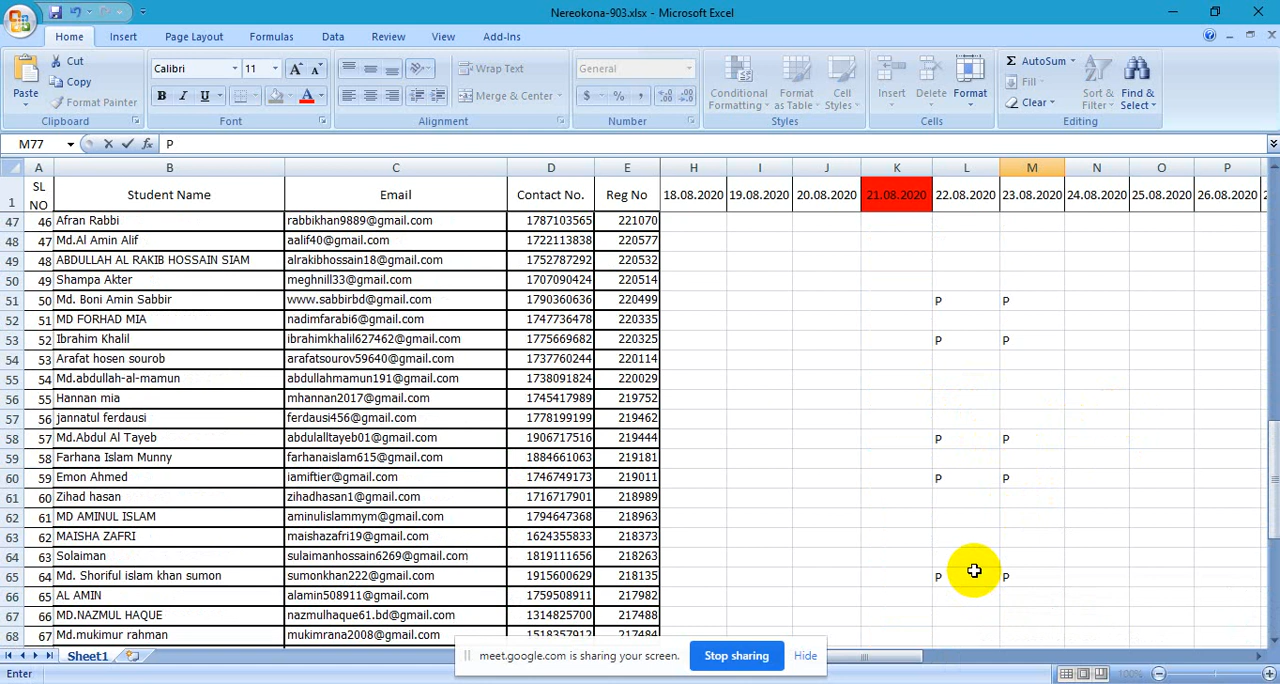 Nereokona-903.xlsx - Microsoft Excel
Home Insert Page Layout Formulas Data Review View Add-Ins
Paste Cut Calibri 11 A A Wrap Text General Conditional Formatting Format as Table Cell Styles Insert Delete Format Σ AutoSum Sort & Filter Find & Select
Copy B I U A Merge & Center $ % , Fill
Format Painter Clear
Clipboard Font Alignment Number Styles Cells Editing
M77 fx P
A B C D E H I J K L M N O P
1 SL NO Student Name Email Contact No. Reg No 18.08.2020 19.08.2020 20.08.2020 21.08.2020 22.08.2020 23.08.2020 24.08.2020 25.08.2020 26.08.2020
47 46 Afran Rabbi rabbikhan9889@gmail.com 1787103565 221070
48 47 Md.Al Amin Alif aalif40@gmail.com 1722113838 220577
49 48 ABDULLAH AL RAKIB HOSSAIN SIAM alrakibhossain18@gmail.com 1752787292 220532
50 49 Shampa Akter meghnill33@gmail.com 1707090424 220514
51 50 Md. Boni Amin Sabbir www.sabbirbd@gmail.com 1790360636 220499 P P
52 51 MD FORHAD MIA nadimfarabi6@gmail.com 1747736478 220335
53 52 Ibrahim Khalil ibrahimkhalil627462@gmail.com 1775669682 220325 P P
54 53 Arafat hosen sourob arafatsourov59640@gmail.com 1737760244 220114
55 54 Md.abdullah-al-mamun abdullahmamun191@gmail.com 1738091824 220029
56 55 Hannan mia mhannan2017@gmail.com 1745417989 219752
57 56 jannatul ferdausi ferdausi456@gmail.com 1778199199 219462
58 57 Md.Abdul Al Tayeb abdulalltayeb01@gmail.com 1906717516 219444 P P
59 58 Farhana Islam Munny farhanaislam615@gmail.com 1884661063 219181
60 59 Emon Ahmed iamiftier@gmail.com 1746749173 219011 P P
61 60 Zihad hasan zihadhasan1@gmail.com 1716717901 218989
62 61 MD AMINUL ISLAM aminulislammym@gmail.com 1794647368 218963
63 62 MAISHA ZAFRI maishazafri19@gmail.com 1624355833 218373
64 63 Solaiman sulaimanhossain6269@gmail.com 1819111656 218263
65 64 Md. Shoriful islam khan sumon sumonkhan222@gmail.com 1915600629 218135 P P
66 65 AL AMIN alamin508911@gmail.com 1759508911 217982
67 66 MD.NAZMUL HAQUE nazmulhaque61.bd@gmail.com 1314825700 217488
68 67 Md.mukimur rahman mukimrana2008@gmail.com 1518357912 217484
Sheet1 meet.google.com is sharing your screen. Stop sharing Hide
Enter 100%